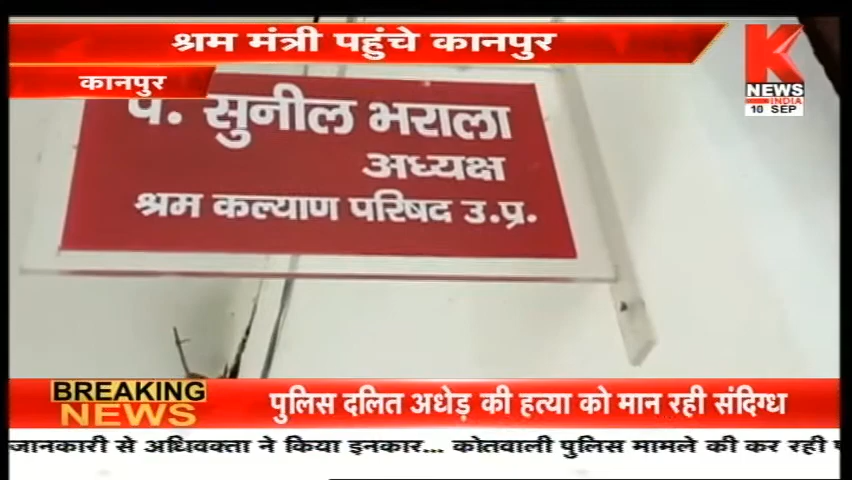 श्रम मंत्री पहुंचे कानपुर
कानपुर
K
NEWS
INDIA
10 SEP
पं. सुनील भराला
अध्यक्ष
श्रम कल्याण परिषद उ.प्र.
BREAKING
NEWS
पुलिस दलित अधेड़ की हत्या को मान रही संदिग्ध
जानकारी से अधिवक्ता ने किया इनकार... कोतवाली पुलिस मामले की कर रही